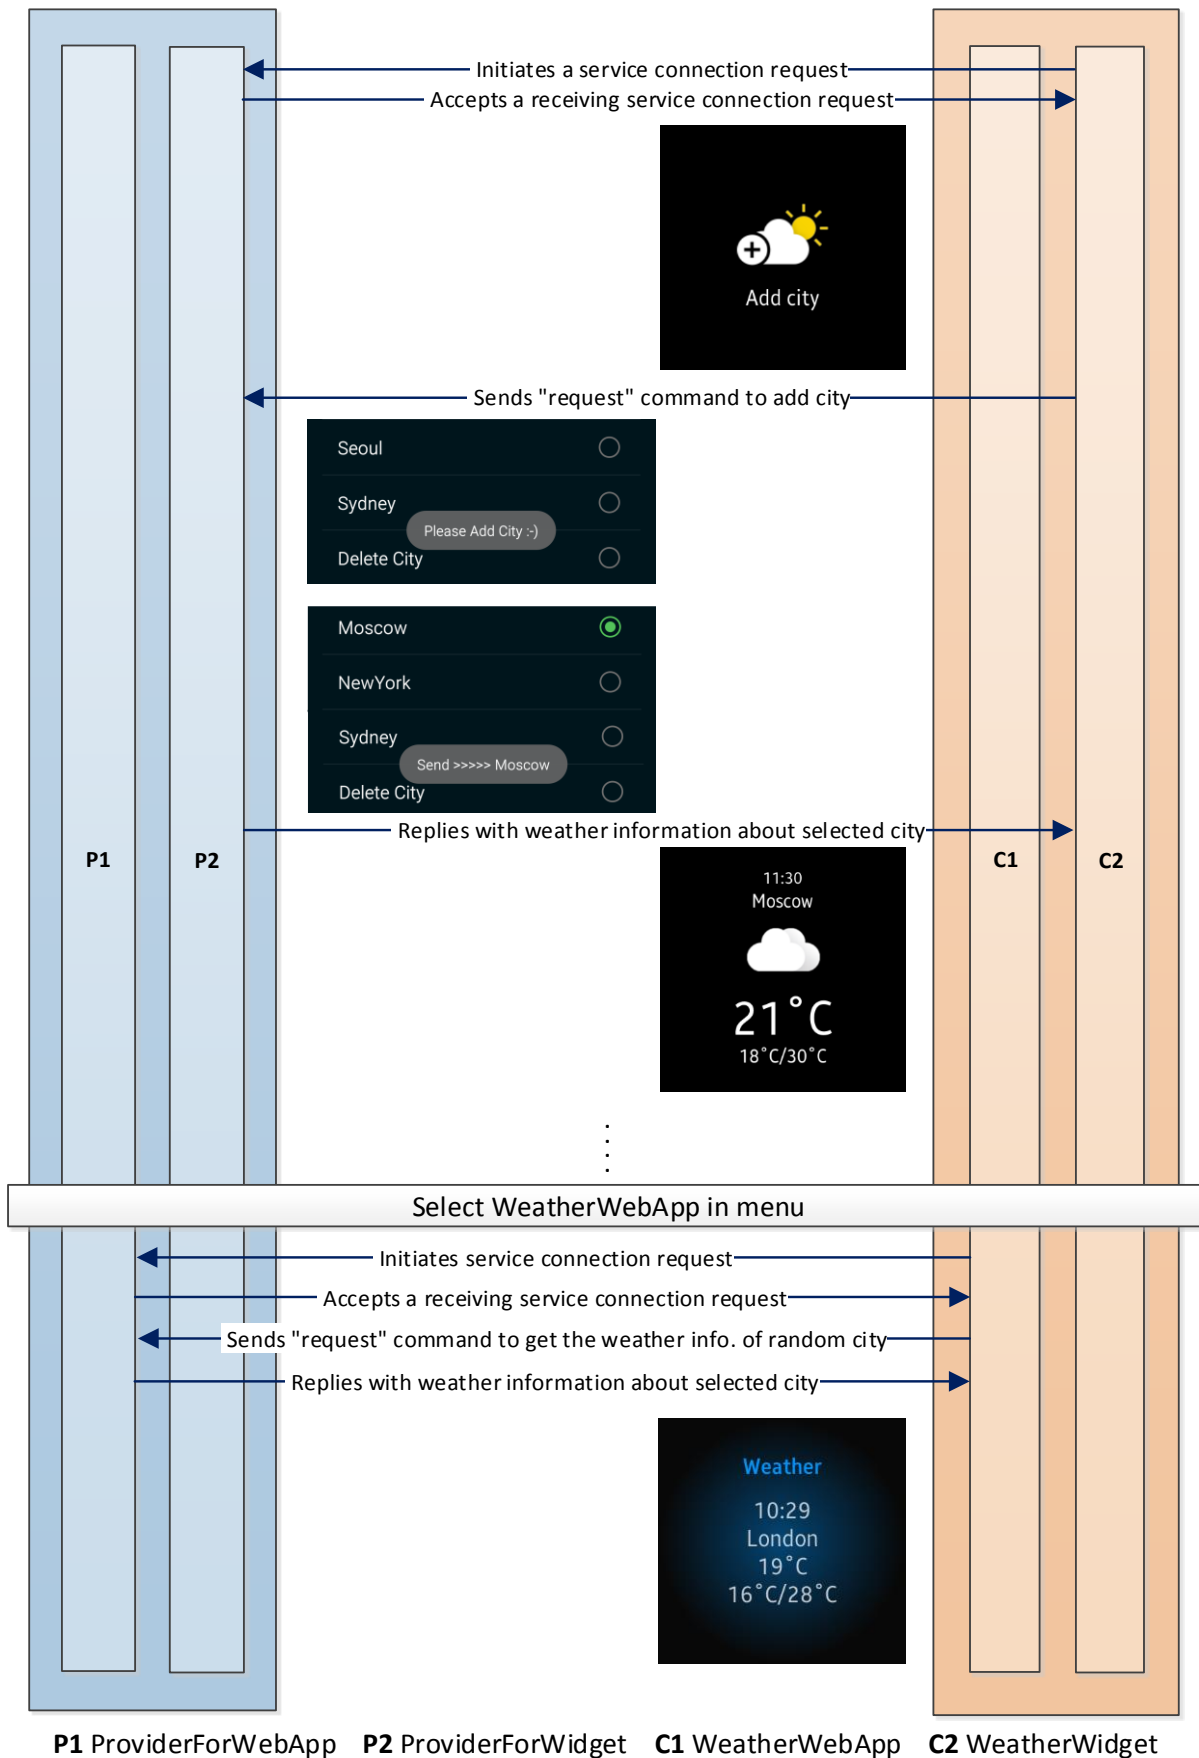 Initiates a service connection request
Accepts a receiving service connection request
Add city
Sends "request" command to add city
Seoul
Sydney
Please Add City :-)
Delete City
Moscow
NewYork
Sydney
Send >>>>> Moscow
Delete City
Replies with weather information about selected city
P1 P2 C1 C2
11:30
Moscow
21°C
18°C/30°C
Select WeatherWebApp in menu
Initiates service connection request
Accepts a receiving service connection request
Sends "request" command to get the weather info. of random city
Replies with weather information about selected city
Weather
10:29
London
19°C
16°C/28°C
P1 ProviderForWebApp P2 ProviderForWidget C1 WeatherWebApp C2 WeatherWidget